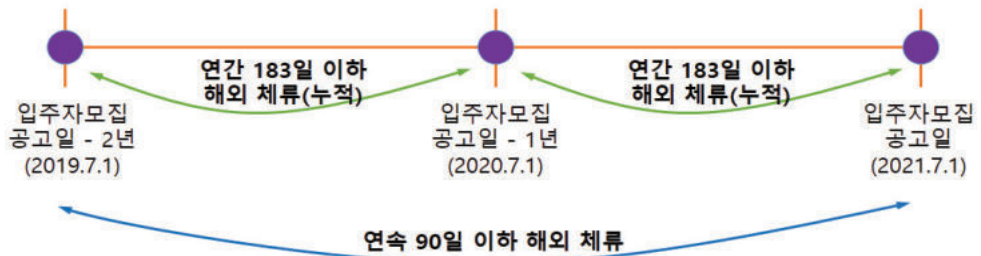 연간 183일 이하
해외 체류(누적)
연간 183일 이하
해외 체류(누적)
입주자모집
공고일 - 2년
(2019.7.1)
입주자모집
공고일 - 1년
(2020.7.1)
입주자모집
공고일
(2021.7.1)
연속 90일 이하 해외 체류